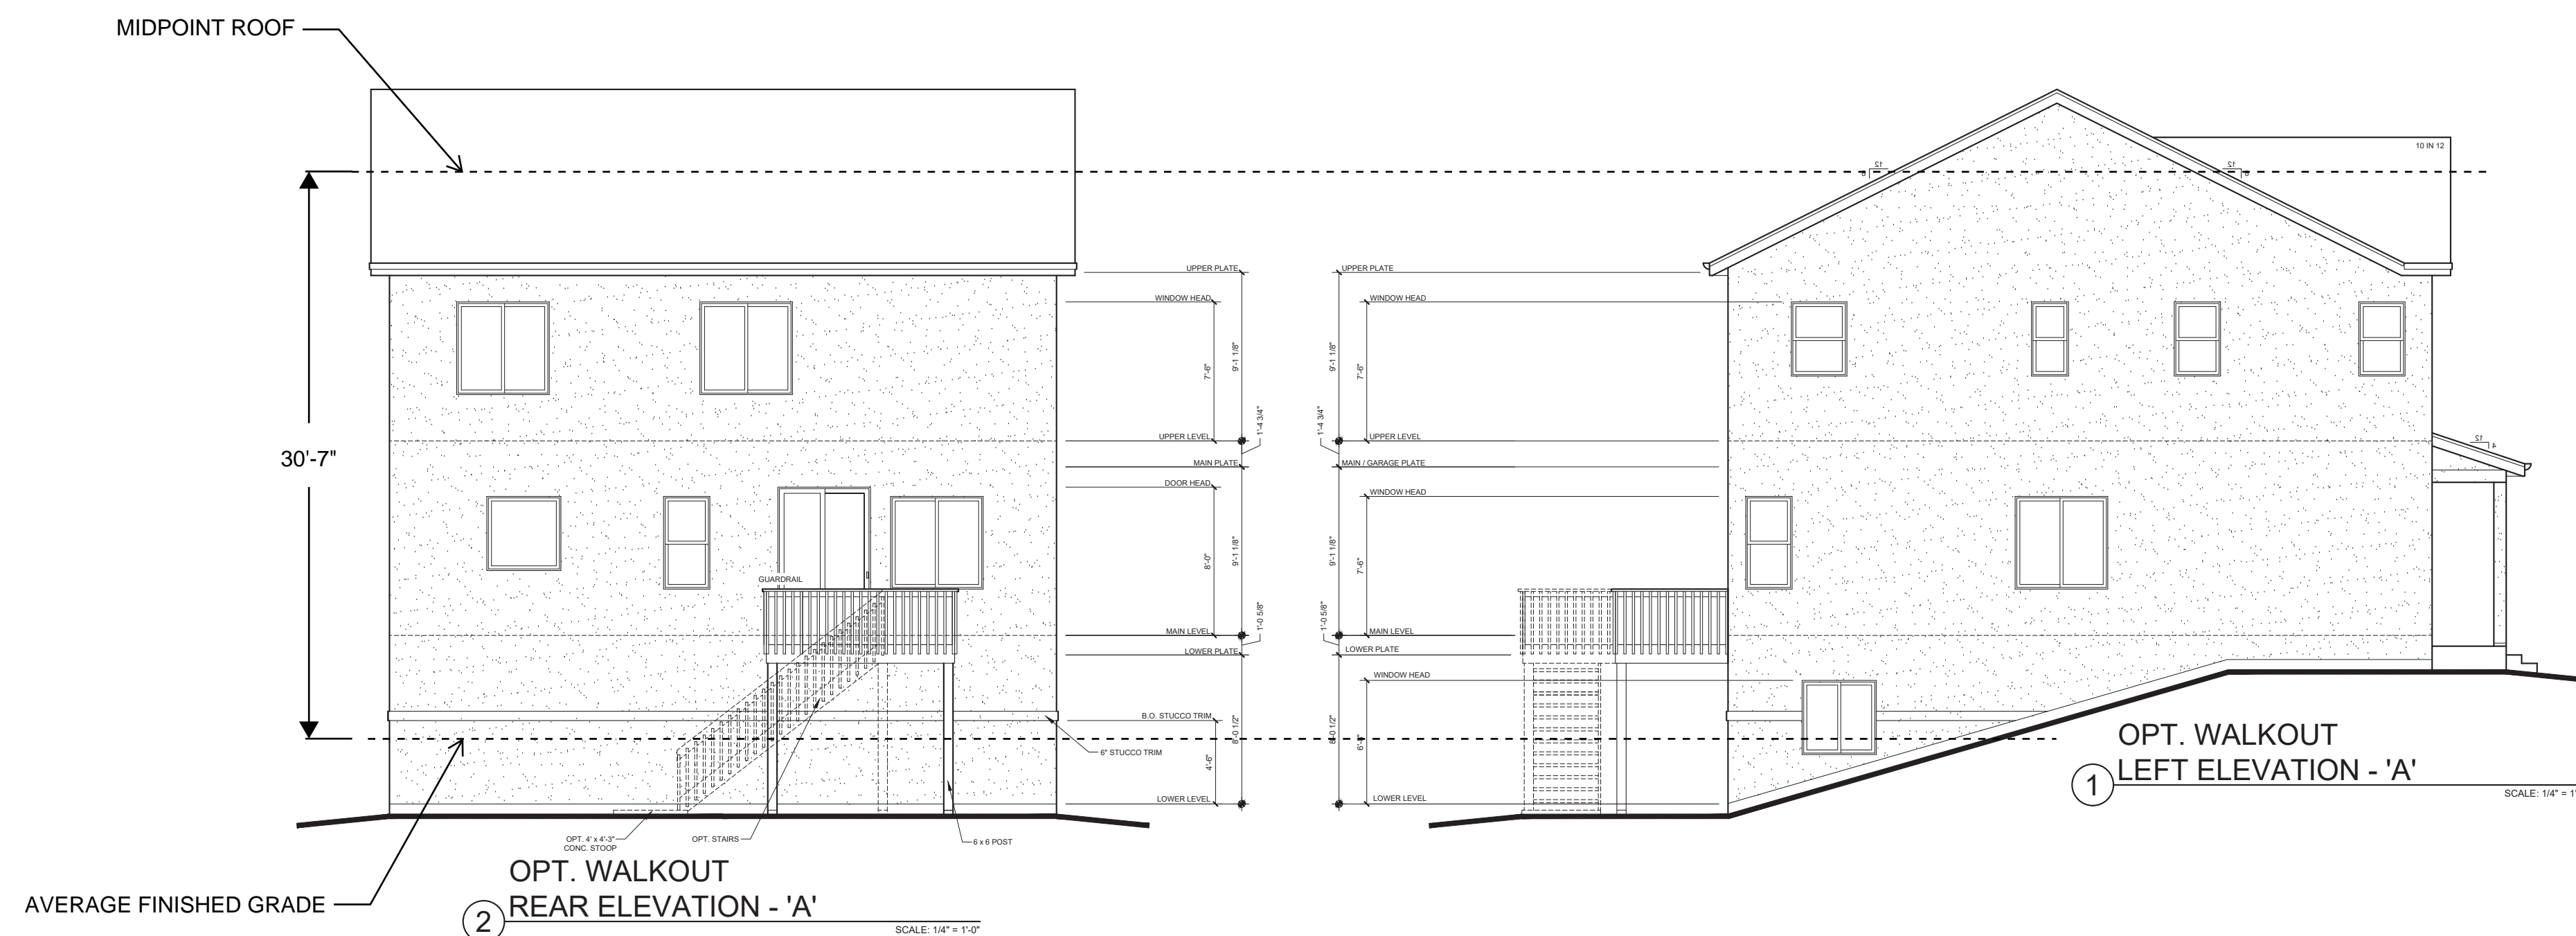 MIDPOINT ROOF
30'-7"
AVERAGE FINISHED GRADE
GUARDRAIL
OPT. 4' x 4'-3"
CONC. STOOP
OPT. STAIRS
6 x 6 POST
6" STUCCO TRIM
OPT. WALKOUT
REAR ELEVATION - 'A'
2
SCALE: 1/4" = 1'-0"
UPPER PLATE
WINDOW HEAD
7'-6"
9'-1 1/8"
UPPER LEVEL
1'-4 3/4"
MAIN PLATE
DOOR HEAD
8'-0"
9'-1 1/8"
MAIN LEVEL
1'-0 5/8"
LOWER PLATE
B.O. STUCCO TRIM
8'-0 1/2"
4'-6"
LOWER LEVEL
UPPER PLATE
WINDOW HEAD
9'-1 1/8"
7'-6"
1'-4 3/4"
UPPER LEVEL
MAIN / GARAGE PLATE
WINDOW HEAD
9'-1 1/8"
7'-6"
1'-0 5/8"
MAIN LEVEL
LOWER PLATE
WINDOW HEAD
8'-0 1/2"
LOWER LEVEL
12
12
10 IN 12
12
4
OPT. WALKOUT
LEFT ELEVATION - 'A'
1